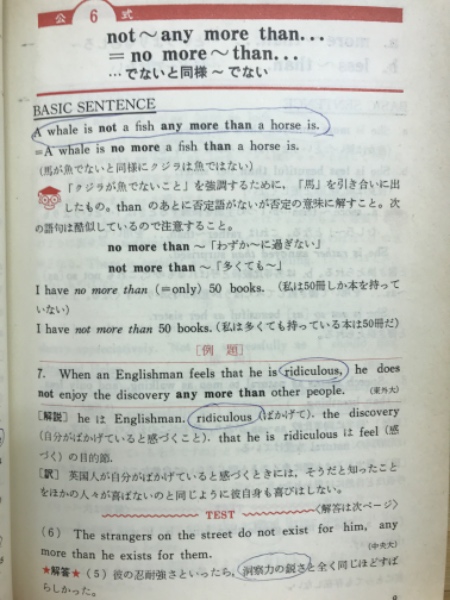 公 6 式
not～any more than...
= no more～than...
…でないと同様～でない
BASIC SENTENCE
A whale is not a fish any more than a horse is.
=A whale is no more a fish than a horse is.
(馬が魚でないと同様にクジラは魚ではない)
「クジラが魚でないこと」を強調するために，「馬」を引き合いに出
したもの。than のあとに否定語がないが否定の意味に解すこと。次
の語句は酷似しているので注意すること。
no more than ～「わずか～に過ぎない」
not more than ～「多くても～」
I have no more than (=only) 50 books. (私は50冊しか本を持って
いない)
I have not more than 50 books. (私は多くても持っている本は50冊だ)
[例 題]
7. When an Englishman feels that he is ridiculous, he does
not enjoy the discovery any more than other people. (東外大)
[解説] he は Englishman. ridiculous (ばかげて). the discovery
(自分がばかげていると感づくこと). that he is ridiculous は feel (感
づく) の目的節.
[訳] 英国人が自分がばかげていると感づくときには，そうだと知ったこと
をほかの人々が喜ばないのと同じように彼自身も喜びはしない。
TEST 〈解答は次ページ〉
(6) The strangers on the street do not exist for him, any
more than he exists for them. (中央大)
★解答★ (5) 彼の忍耐強さといったら，洞察力の鋭さと全く同じほどすば
らしかった。